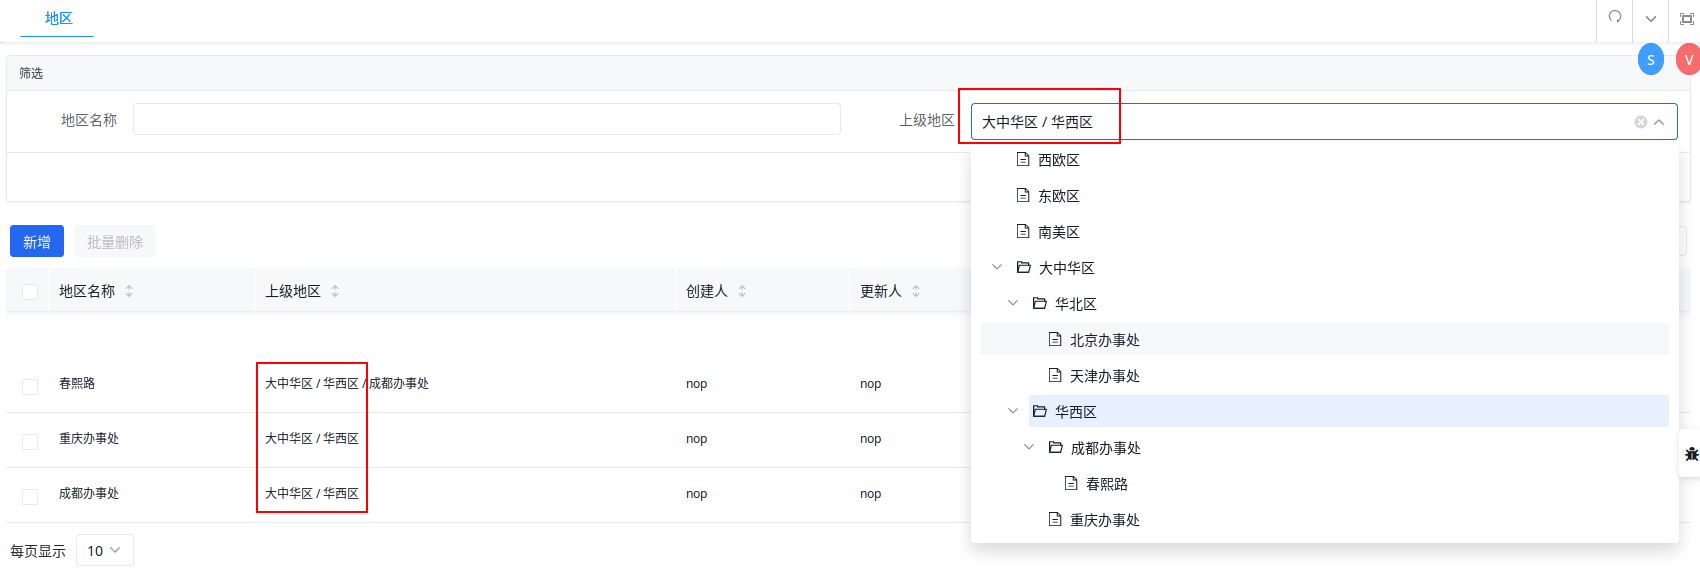 地区
S
V
筛选
地区名称
上级地区
大中华区 / 华西区
西欧区
东欧区
南美区
大中华区
华北区
北京办事处
天津办事处
华西区
成都办事处
春熙路
重庆办事处
新增
批量删除
地区名称
上级地区
创建人
更新人
春熙路
大中华区 / 华西区 / 成都办事处
nop
nop
重庆办事处
大中华区 / 华西区
nop
nop
成都办事处
大中华区 / 华西区
nop
nop
每页显示
10